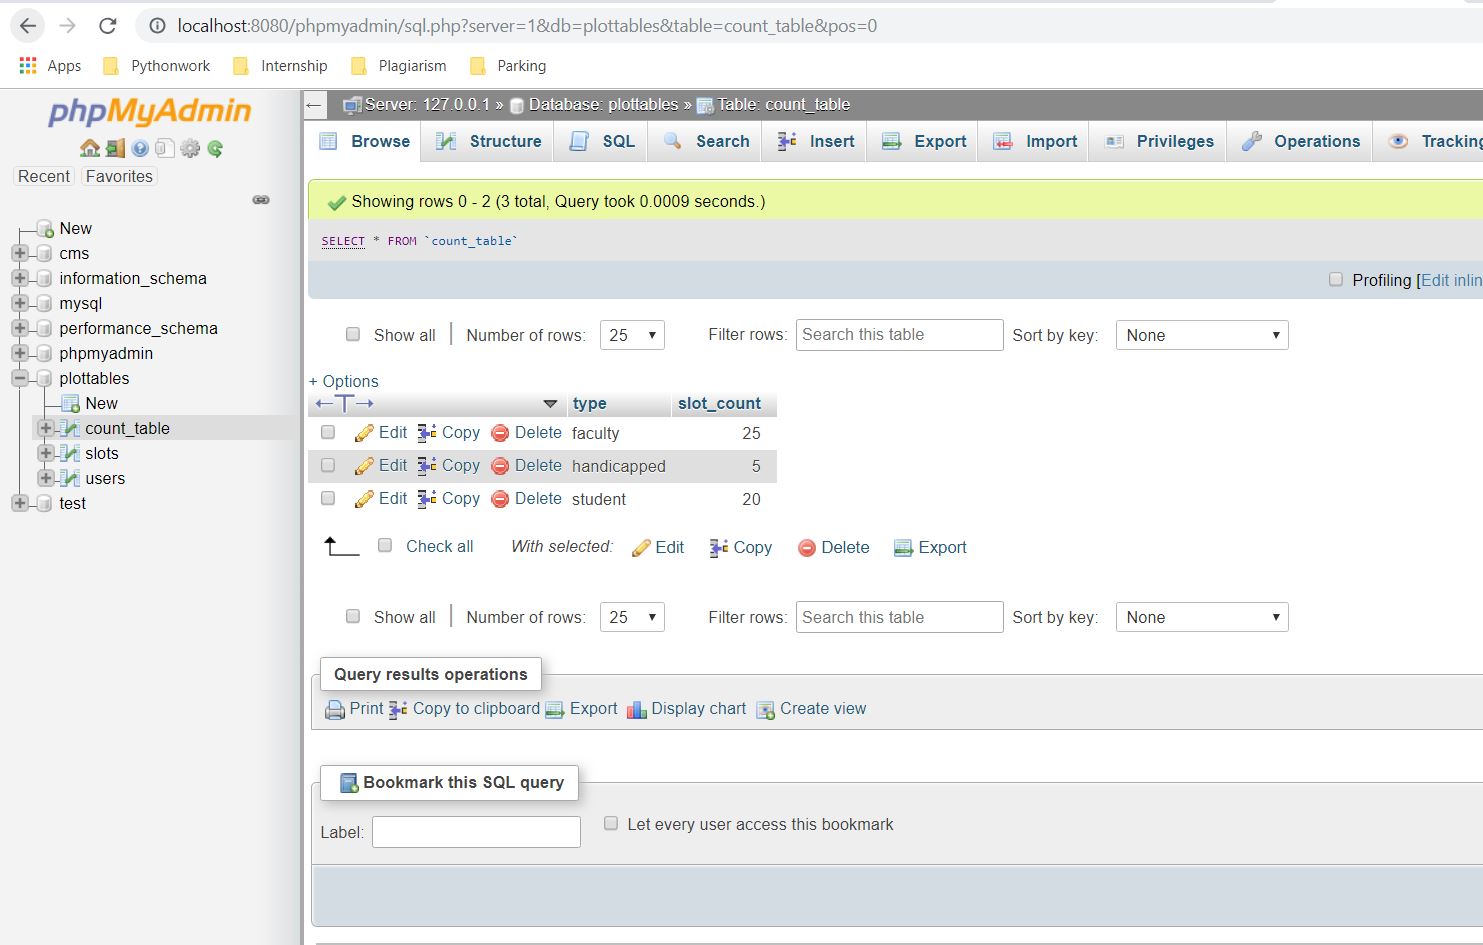 localhost:8080/phpmyadmin/sql.php?server=1&db=plottables&table=count_table&pos=0
Apps Pythonwork Internship Plagiarism Parking
phpMyAdmin
Recent Favorites
New
cms
information_schema
mysql
performance_schema
phpmyadmin
plottables
New
count_table
slots
users
test
Server: 127.0.0.1 » Database: plottables » Table: count_table
Browse Structure SQL Search Insert Export Import Privileges Operations Tracking
Showing rows 0 - 2 (3 total, Query took 0.0009 seconds.)
SELECT * FROM `count_table`
Profiling [Edit inlin
Show all | Number of rows: 25 Filter rows: Search this table Sort by key: None
+ Options
←T→ type slot_count
Edit Copy Delete faculty 25
Edit Copy Delete handicapped 5
Edit Copy Delete student 20
Check all With selected: Edit Copy Delete Export
Show all | Number of rows: 25 Filter rows: Search this table Sort by key: None
Query results operations
Print Copy to clipboard Export Display chart Create view
Bookmark this SQL query
Label: Let every user access this bookmark